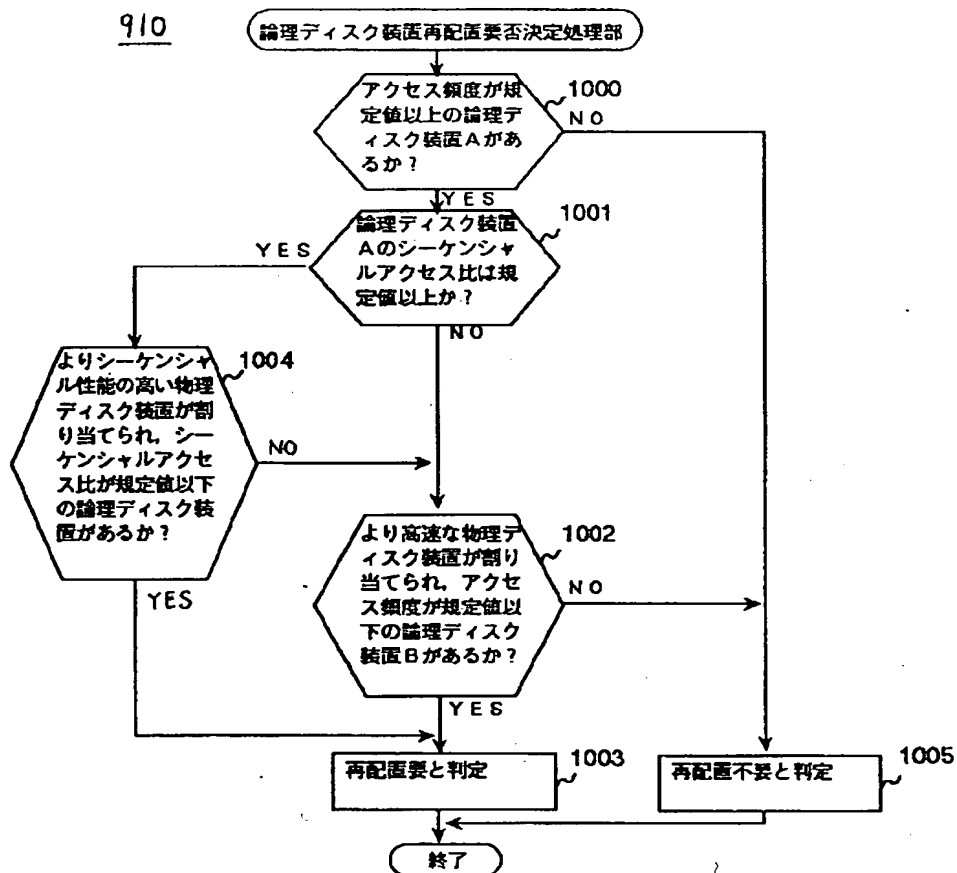 910
論理ディスク装置再配置要否決定処理部
アクセス頻度が規
定値以上の論理デ
ィスク装置Aがあ
るか?
1000
NO
YES
論理ディスク装置
Aのシーケンシャ
ルアクセス比は規
定値以上か?
1001
YES
NO
よりシーケンシャ
ル性能の高い物理
ディスク装置が割
り当てられ,シー
ケンシャルアクセ
ス比が規定値以下
の論理ディスク装
置があるか?
1004
NO
YES
より高速な物理デ
ィスク装置が割り
当てられ,アクセ
ス頻度が規定値以
下の論理ディスク
装置Bがあるか?
1002
NO
YES
再配置要と判定
1003
再配置不要と判定
1005
終了